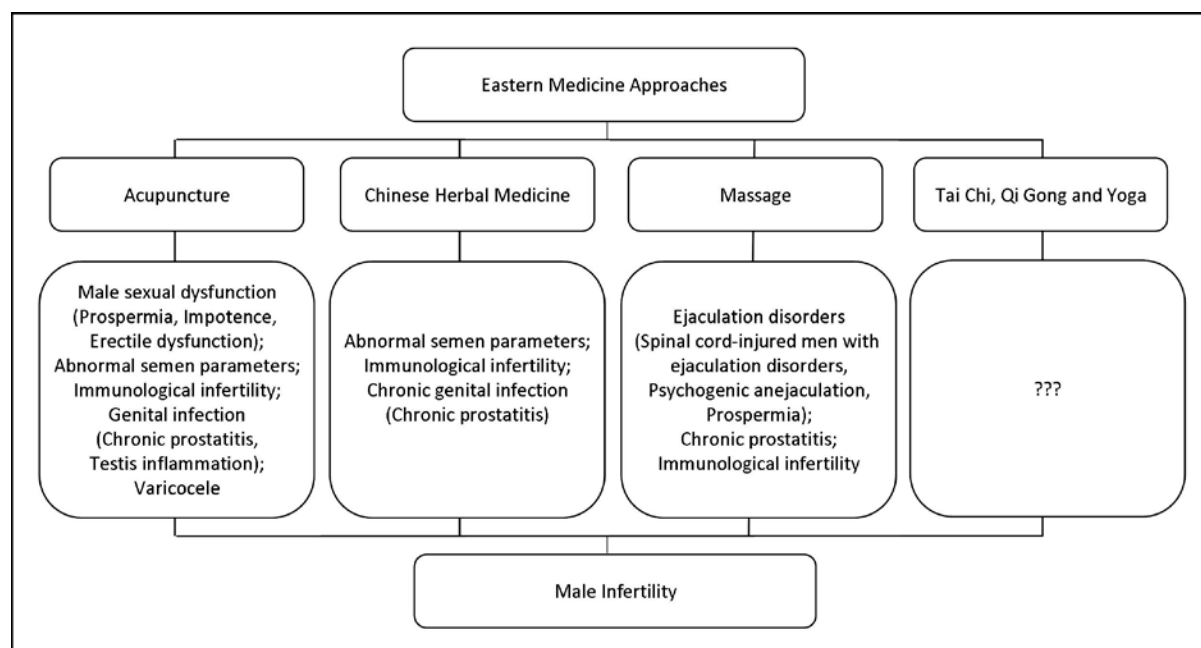 Eastern Medicine Approaches
Acupuncture
Chinese Herbal Medicine
Massage
Tai Chi, Qi Gong and Yoga
Male sexual dysfunction
(Prospermia, Impotence,
Erectile dysfunction);
Abnormal semen parameters;
Immunological infertility;
Genital infection
(Chronic prostatitis,
Testis inflammation);
Varicocele
Abnormal semen parameters;
Immunological infertility;
Chronic genital infection
(Chronic prostatitis)
Ejaculation disorders
(Spinal cord-injured men with
ejaculation disorders,
Psychogenic anejaculation,
Prospermia);
Chronic prostatitis;
Immunological infertility
???
Male Infertility